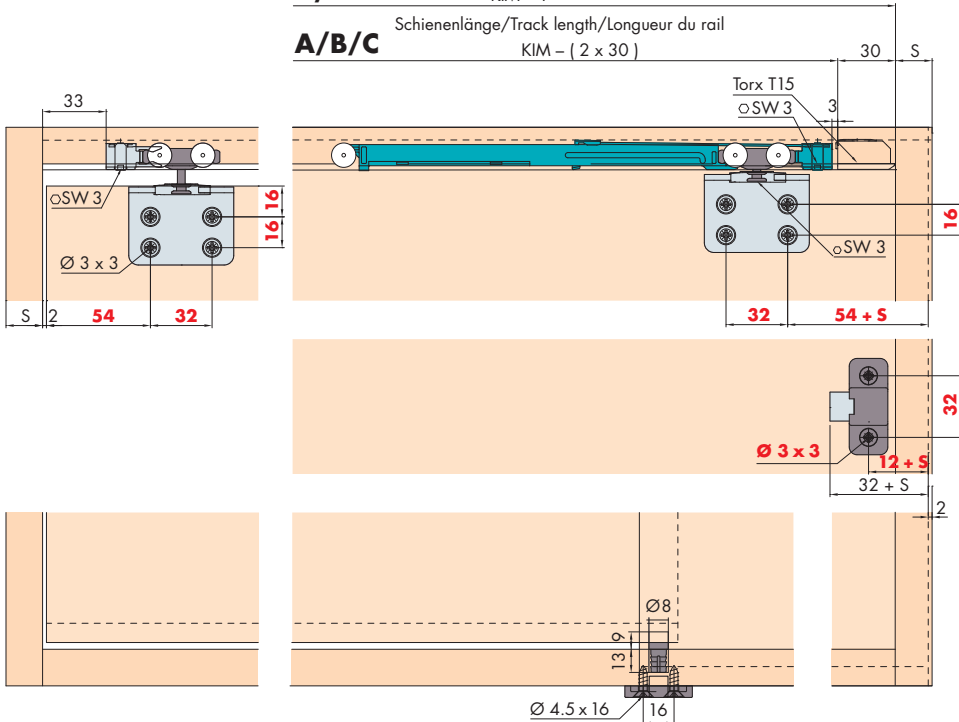 Schienenlänge/Track length/Longueur du rail
A/B/C
KIM – ( 2 x 30 )
30
S
Torx T15
SW 3
3
33
SW 3
16
16
Ø 3 x 3
16
SW 3
S
2
54
32
32
54 + S
32
Ø 3 x 3
12 + S
32 + S
2
Ø8
9
13
Ø 4.5 x 16
16